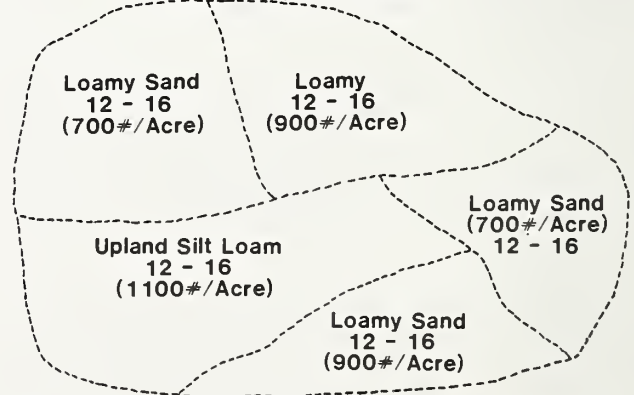 Loamy Sand
12 - 16
(700#/Acre)
Loamy
12 - 16
(900#/Acre)
Loamy Sand
(700#/Acre)
12 - 16
Upland Silt Loam
12 - 16
(1100#/Acre)
Loamy Sand
12 - 16
(900#/Acre)